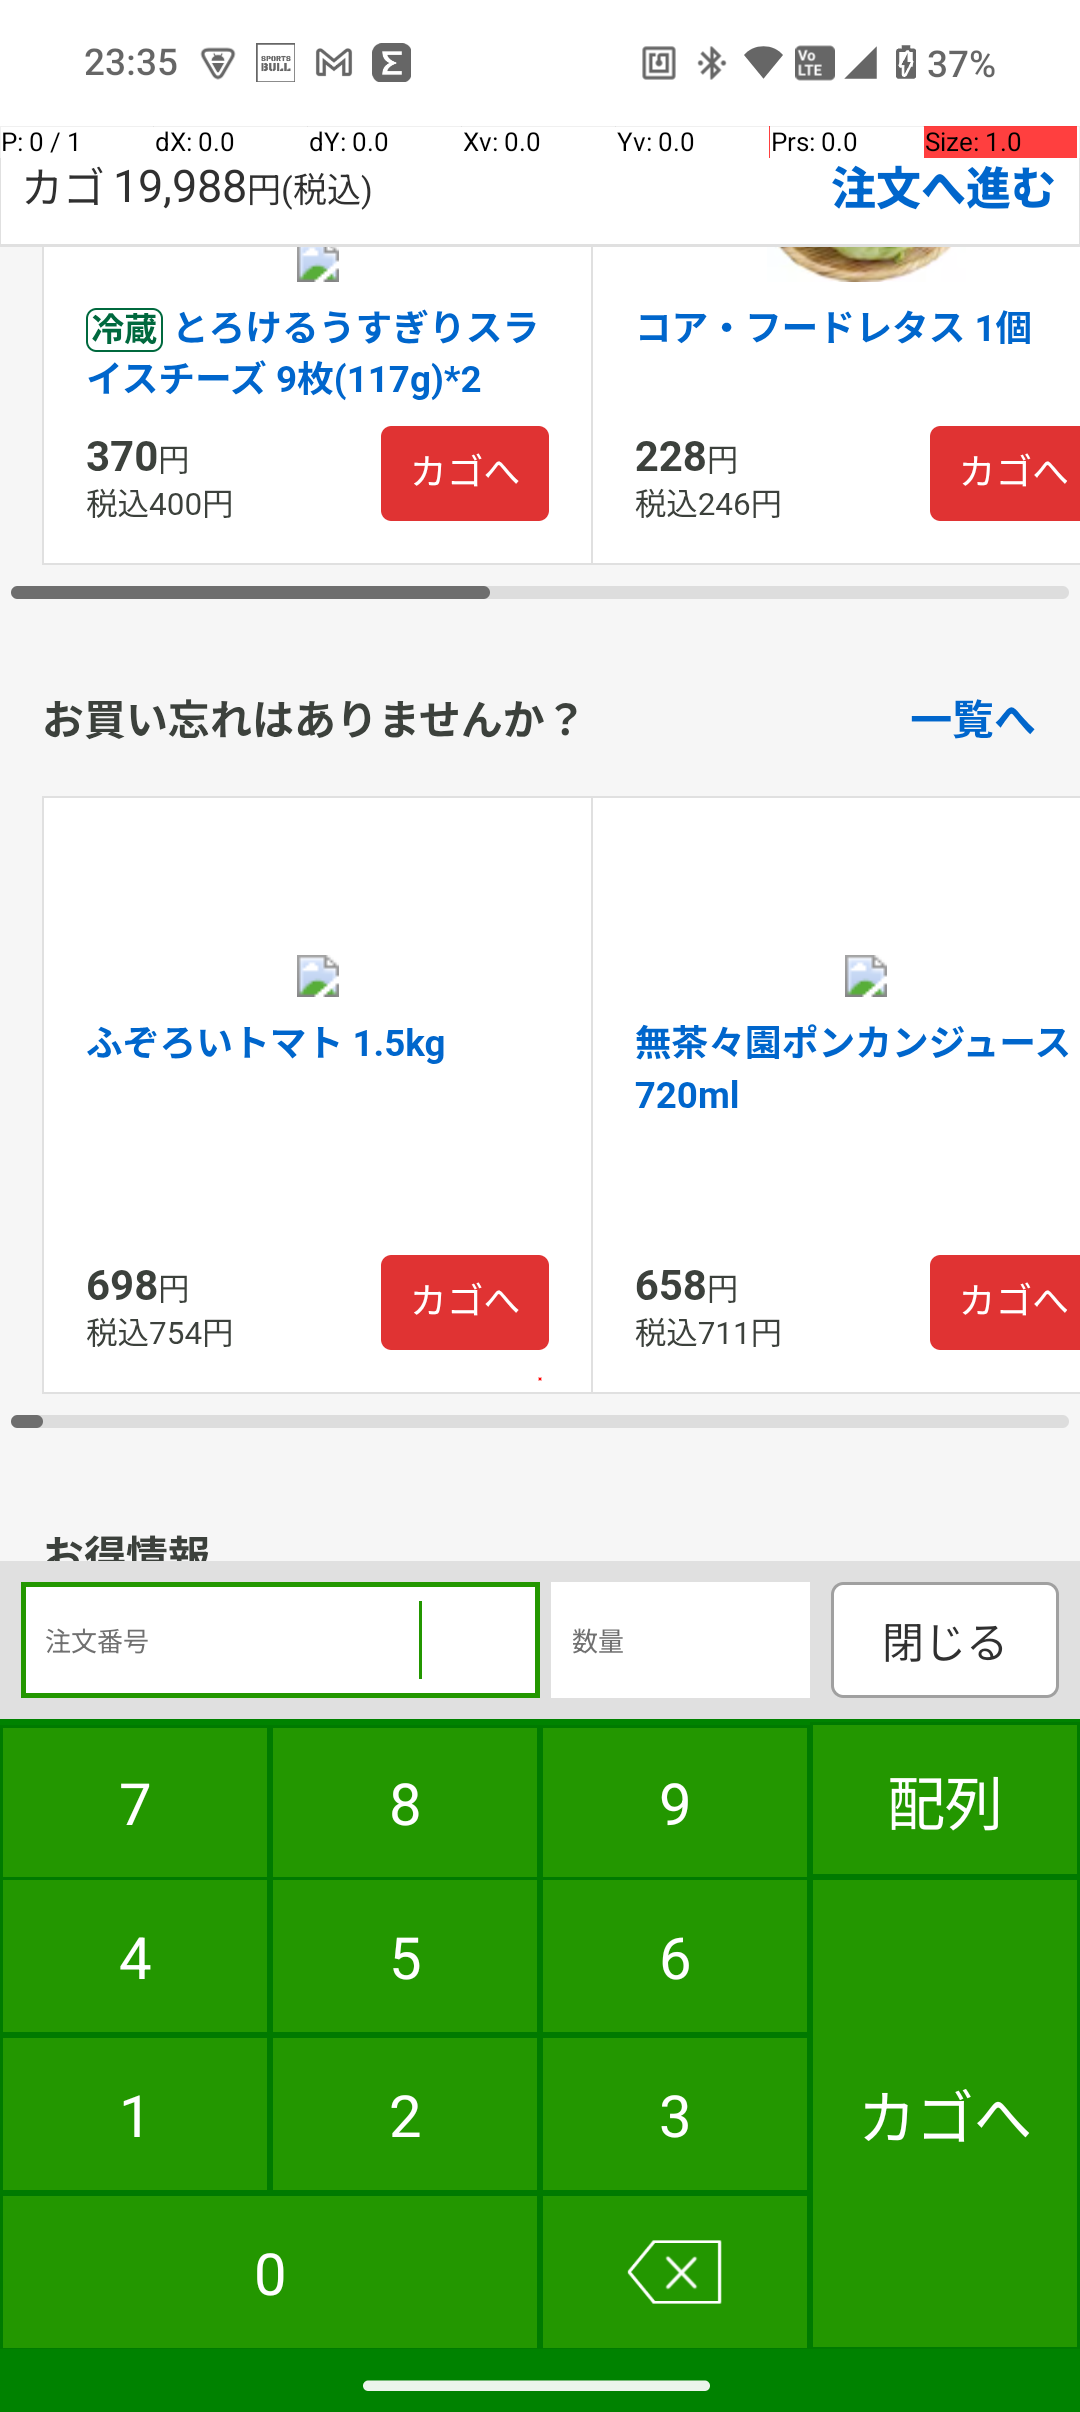 23:35 SPORTS BULL Vo LTE 37%
P: 0 / 1 dX: 0.0 dY: 0.0 Xv: 0.0 Yv: 0.0 Prs: 0.0 Size: 1.0
カゴ 19,988円(税込) 注文へ進む
冷蔵 とろけるうすぎりスラ
イスチーズ 9枚(117g)*2
370円
税込400円
カゴへ
コア・フードレタス 1個
228円
税込246円
カゴへ
お買い忘れはありませんか？ 一覧へ
ふぞろいトマト 1.5kg
698円
税込754円
カゴへ
無茶々園ポンカンジュース
720ml
658円
税込711円
カゴへ
お得情報
注文番号 数量 閉じる
7 8 9 配列
4 5 6
1 2 3 カゴへ
0